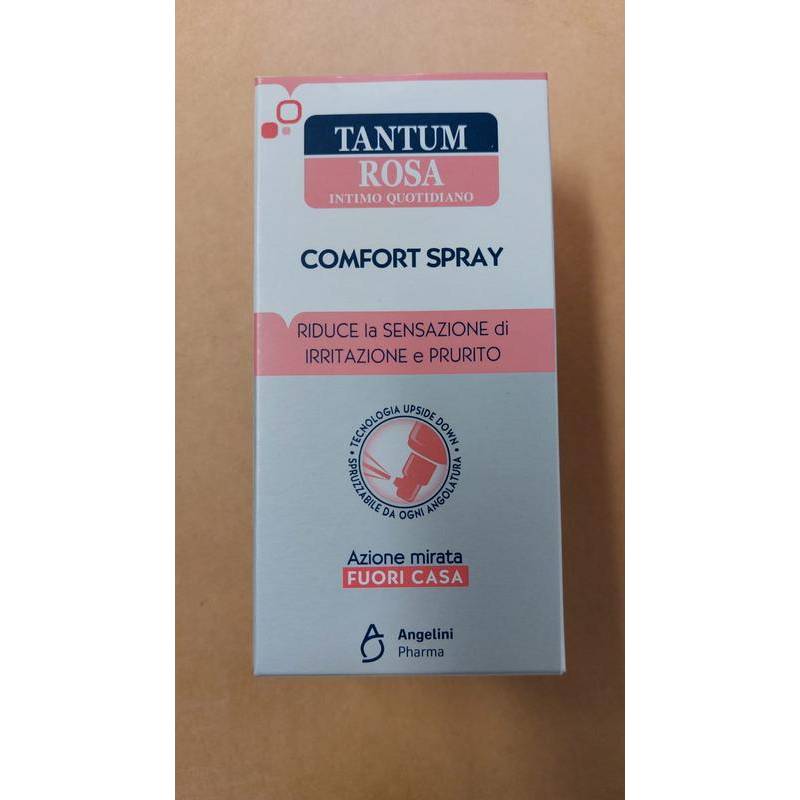 TANTUM
ROSA
INTIMO QUOTIDIANO
COMFORT SPRAY
RIDUCE la SENSAZIONE di
IRRITAZIONE e PRURITO
• TECNOLOGIA UPSIDE DOWN •
SPRUZZABILE DA OGNI ANGOLATURA
Azione mirata
FUORI CASA
Angelini
Pharma